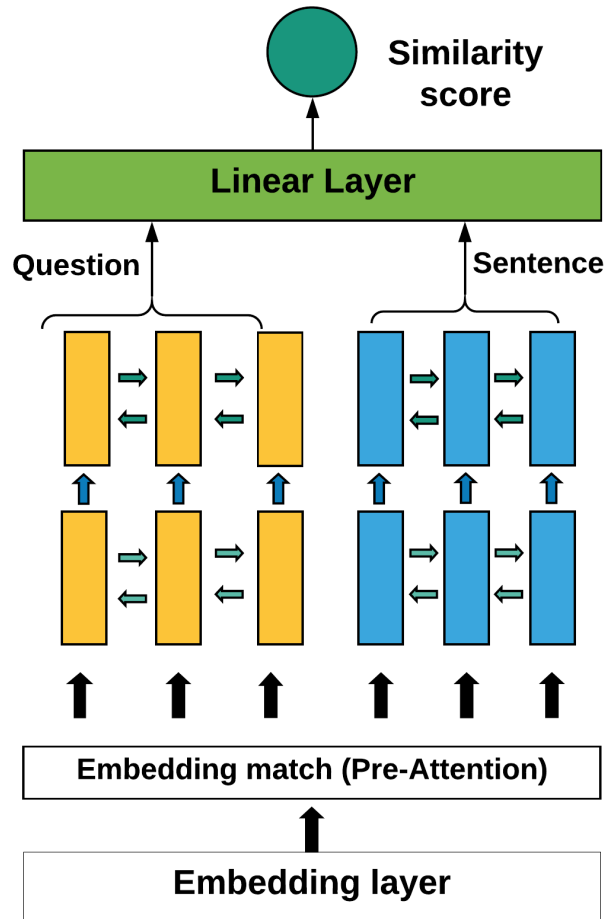 Similarity
score
Linear Layer
Question
Sentence
Embedding match (Pre-Attention)
Embedding layer